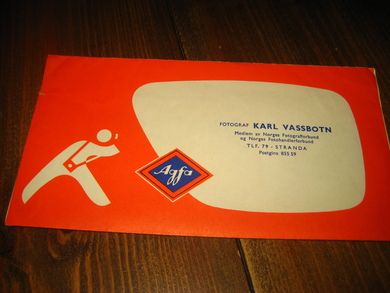 FOTOGRAF KARL VASSBOTN
Medlem av Norges Fotografforbund
og Norges Fotohandlerforbund
TLF. 79 - STRANDA
Postgiro 855 59
Agfa